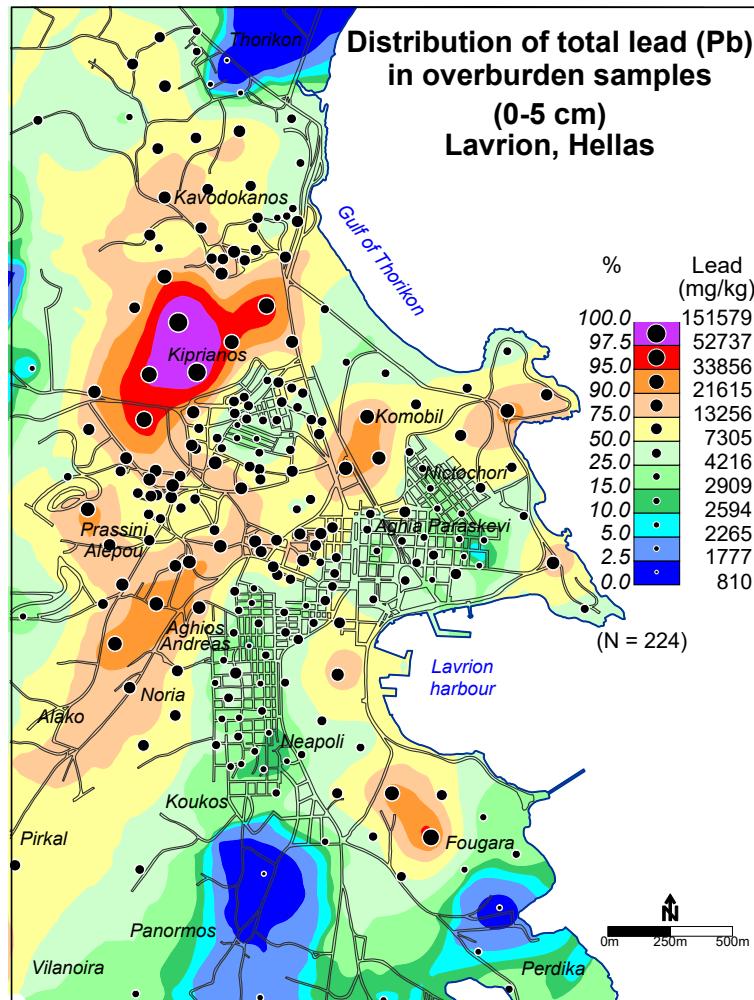 Distribution of total lead (Pb)
in overburden samples
(0-5 cm)
Lavrion, Hellas
Thorikon
Kavodokanos
Gulf of Thorikon
Kiprianos
Komobil
Nictochori
Prassini
Alepou
Aghia Paraskevi
Aghios
Andreas
Noria
Alako
Lavrion
harbour
Neapoli
Koukos
Pirkal
Fougara
Panormos
Vilanoira
Perdika
% Lead
(mg/kg)
100.0 151579
97.5 52737
95.0 33856
90.0 21615
75.0 13256
50.0 7305
25.0 4216
15.0 2909
10.0 2594
5.0 2265
2.5 1777
0.0 810
(N = 224)
N
0m 250m 500m